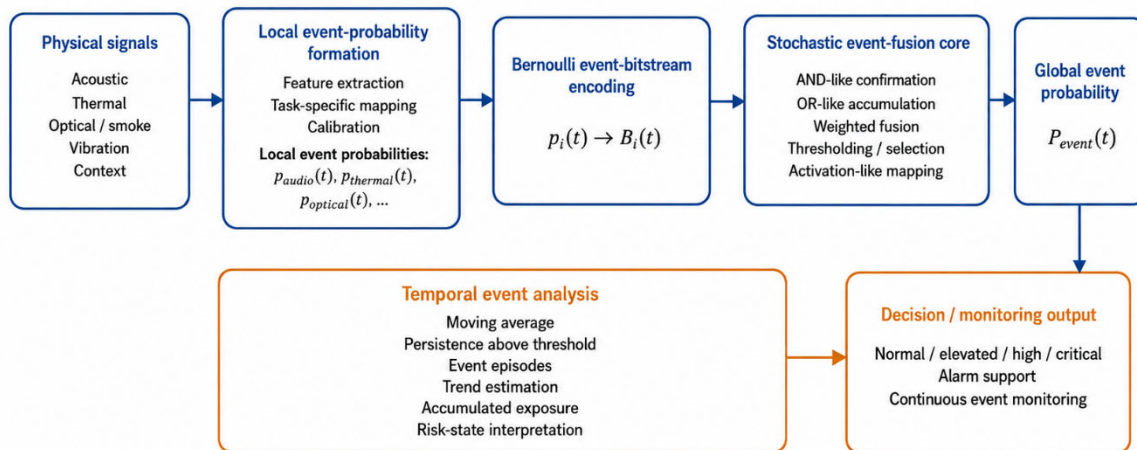 Physical signals
Acoustic
Thermal
Optical / smoke
Vibration
Context
Local event-probability
formation
Feature extraction
Task-specific mapping
Calibration
Local event probabilities:
p_audio(t), p_thermal(t),
p_optical(t), ...
Bernoulli event-bitstream
encoding
p_i(t) → B_i(t)
Stochastic event-fusion core
AND-like confirmation
OR-like accumulation
Weighted fusion
Thresholding / selection
Activation-like mapping
Global event
probability
P_event(t)
Temporal event analysis
Moving average
Persistence above threshold
Event episodes
Trend estimation
Accumulated exposure
Risk-state interpretation
Decision / monitoring output
Normal / elevated / high / critical
Alarm support
Continuous event monitoring